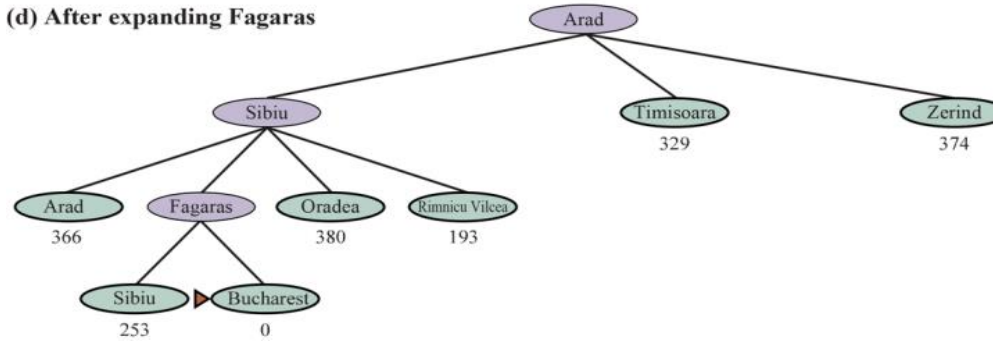 (d) After expanding Fagaras
Arad
Sibiu
Timisoara
Zerind
329
374
Arad
Fagaras
Oradea
Rimnicu Vilcea
366
380
193
Sibiu
Bucharest
253
0